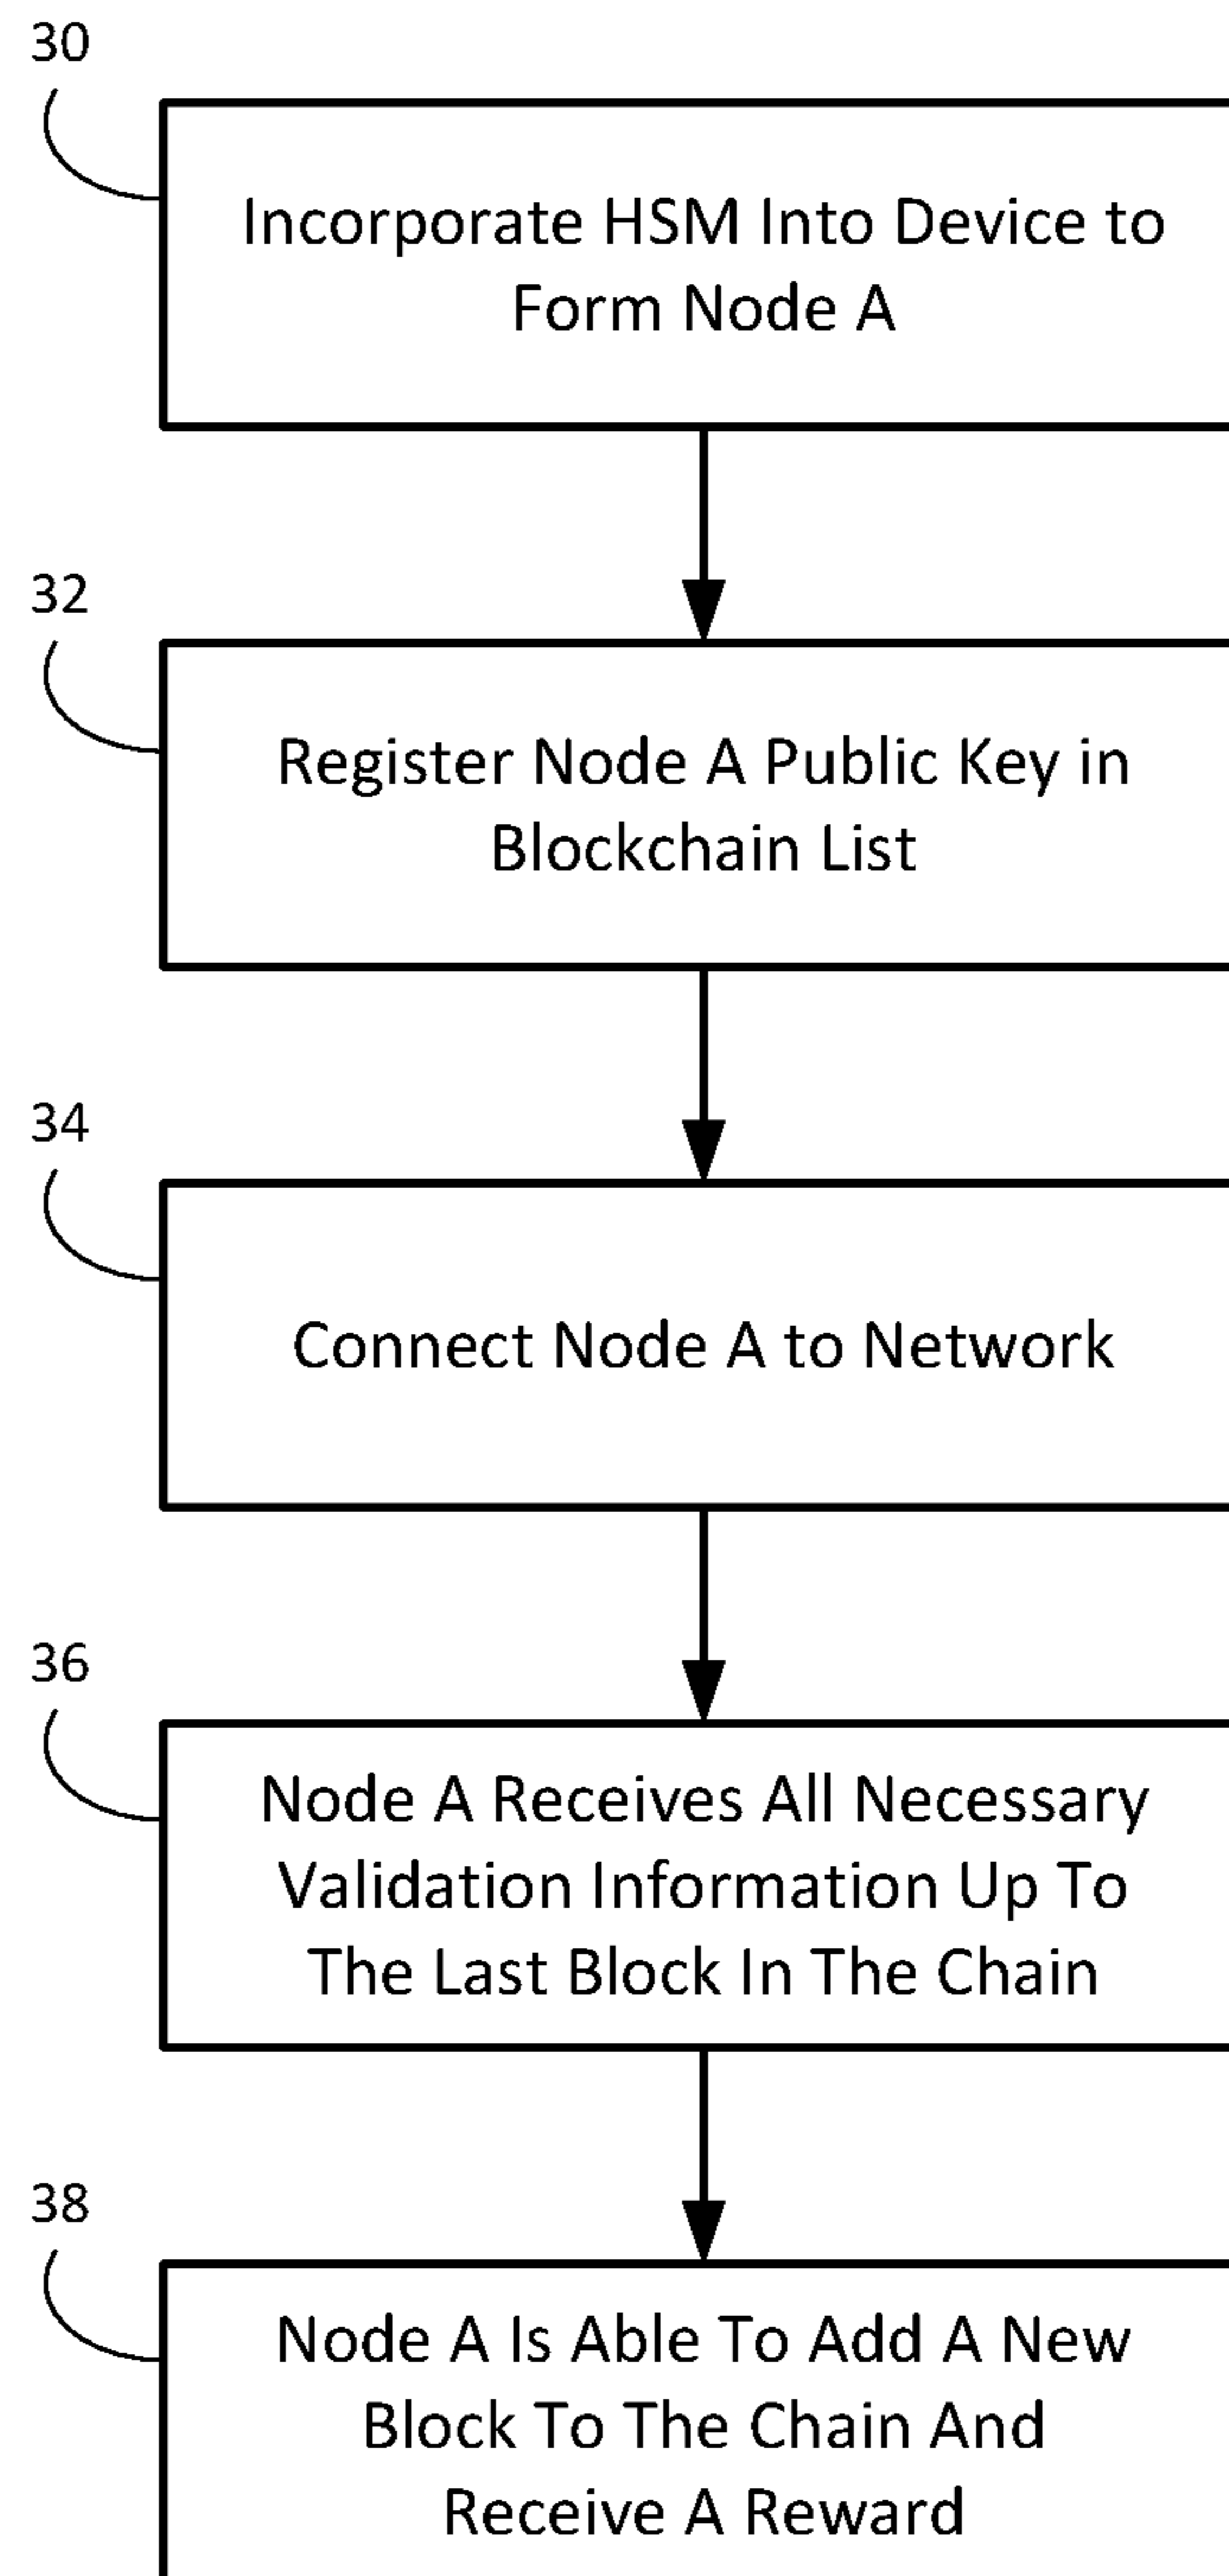 30
Incorporate HSM Into Device to
Form Node A
32
Register Node A Public Key in
Blockchain List
34
Connect Node A to Network
36
Node A Receives All Necessary
Validation Information Up To
The Last Block In The Chain
38
Node A Is Able To Add A New
Block To The Chain And
Receive A Reward